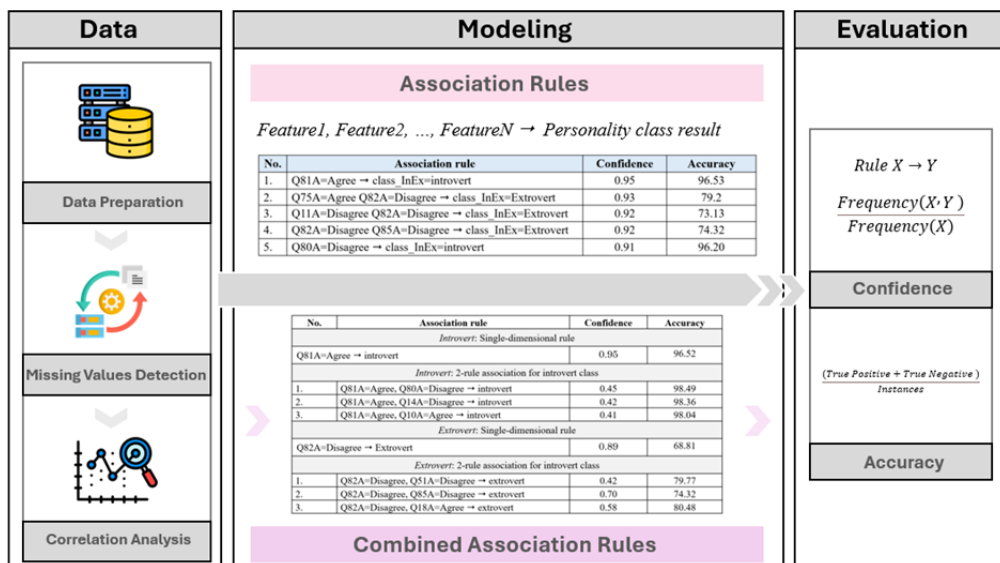 Data
Data Preparation
Missing Values Detection
Correlation Analysis
Modeling
Association Rules
Feature1, Feature2, ..., FeatureN → Personality class result
No. Association rule Confidence Accuracy
1. Q81A=Agree → class_InEx=introvert 0.95 96.53
2. Q75A=Agree Q82A=Disagree → class_InEx=Extrovert 0.93 79.2
3. Q11A=Disagree Q82A=Disagree → class_InEx=Extrovert 0.92 73.13
4. Q82A=Disagree Q85A=Disagree → class_InEx=Extrovert 0.92 74.32
5. Q80A=Disagree → class_InEx=introvert 0.91 96.20
No. Association rule Confidence Accuracy
Introvert: Single-dimensional rule
Q81A=Agree → introvert 0.95 96.52
Introvert: 2-rule association for introvert class
1. Q81A=Agree, Q80A=Disagree → introvert 0.45 98.49
2. Q81A=Agree, Q14A=Disagree → introvert 0.42 98.36
3. Q81A=Agree, Q10A=Agree → introvert 0.41 98.04
Extrovert: Single-dimensional rule
Q82A=Disagree → Extrovert 0.89 68.81
Extrovert: 2-rule association for introvert class
1. Q82A=Disagree, Q51A=Disagree → extrovert 0.42 79.77
2. Q82A=Disagree, Q85A=Disagree → extrovert 0.70 74.32
3. Q82A=Disagree, Q18A=Agree → extrovert 0.58 80.48
Combined Association Rules
Evaluation
Rule X → Y
Frequency(X,Y)
Frequency(X)
Confidence
(True Positive + True Negative)
Instances
Accuracy